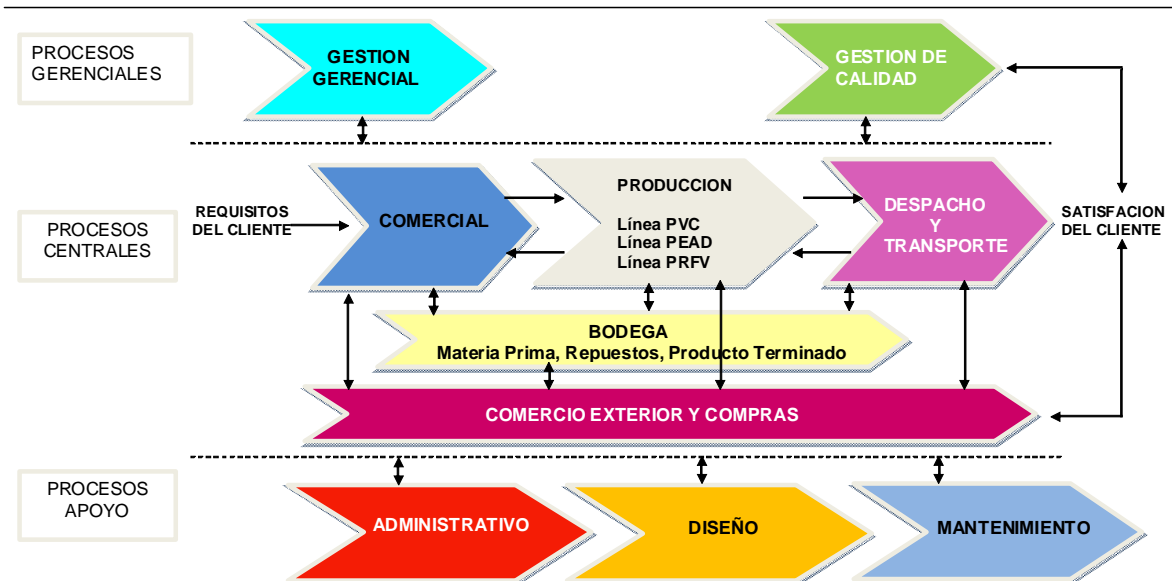 PROCESOS
GERENCIALES
GESTION
GERENCIAL
GESTION DE
CALIDAD
PROCESOS
CENTRALES
REQUISITOS
DEL CLIENTE
COMERCIAL
PRODUCCION
Línea PVC
Línea PEAD
Línea PRFV
DESPACHO
Y
TRANSPORTE
SATISFACION
DEL CLIENTE
BODEGA
Materia Prima, Repuestos, Producto Terminado
COMERCIO EXTERIOR Y COMPRAS
PROCESOS
APOYO
ADMINISTRATIVO
DISEÑO
MANTENIMIENTO